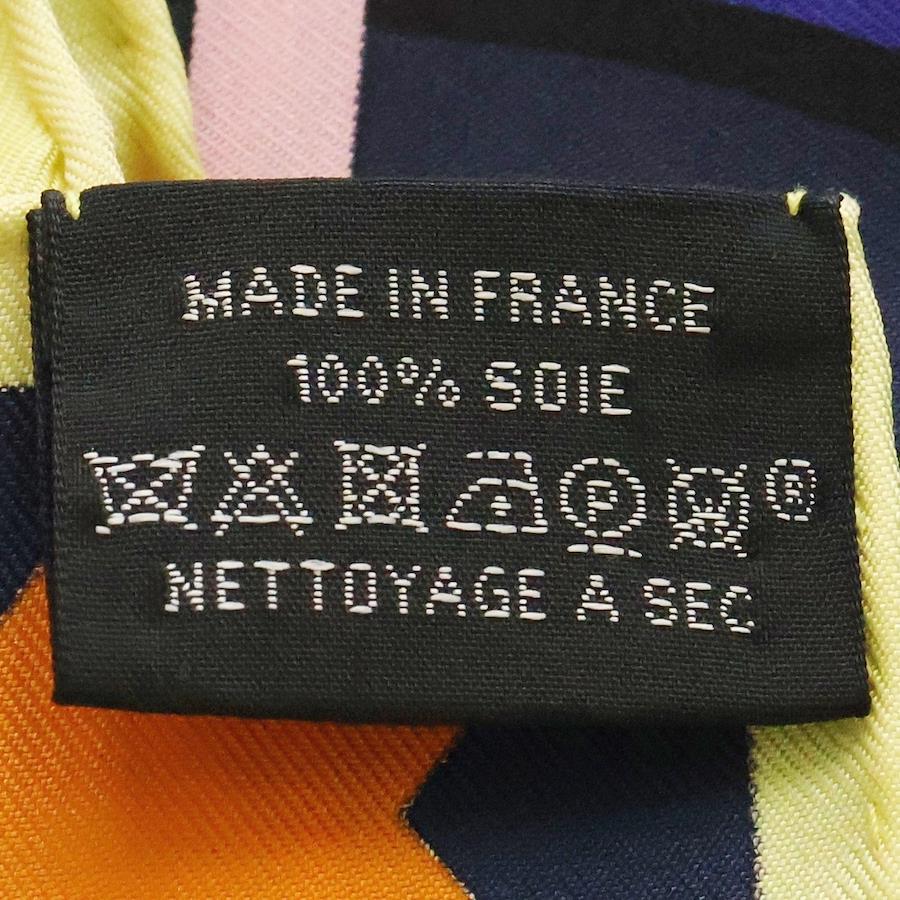 MADE IN FRANCE
100% SOIE
P W ®
NETTOYAGE A SEC